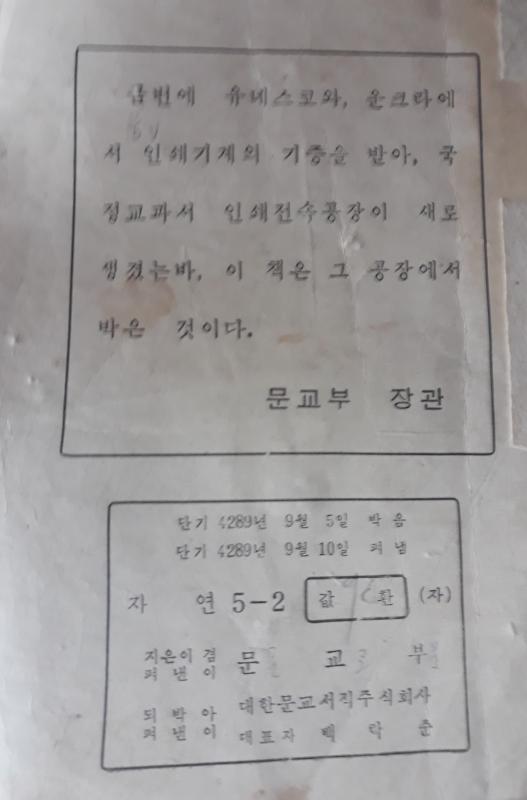 금번에 유네스코와, 운크라에
서 인쇄기계의 기증을 받아, 국
정교과서 인쇄전속공장이 새로
생겼는바, 이 책은 그 공장에서
박은 것이다.
문교부 장관
단기 4289년 9월 5일 박음
단기 4289년 9월 10일 펴냄
자연 5-2 값 환 (자)
지은이 겸
펴낸이 문교부
되박아
펴낸이 대한문교서적주식회사
대표자 백낙준